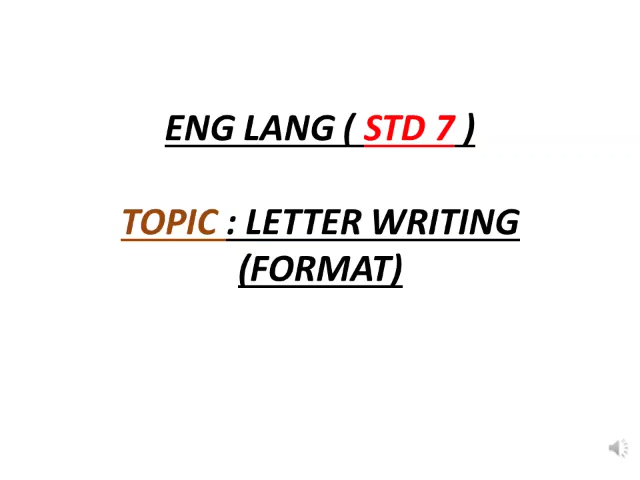 ENG LANG ( STD 7 )
TOPIC : LETTER WRITING
(FORMAT)